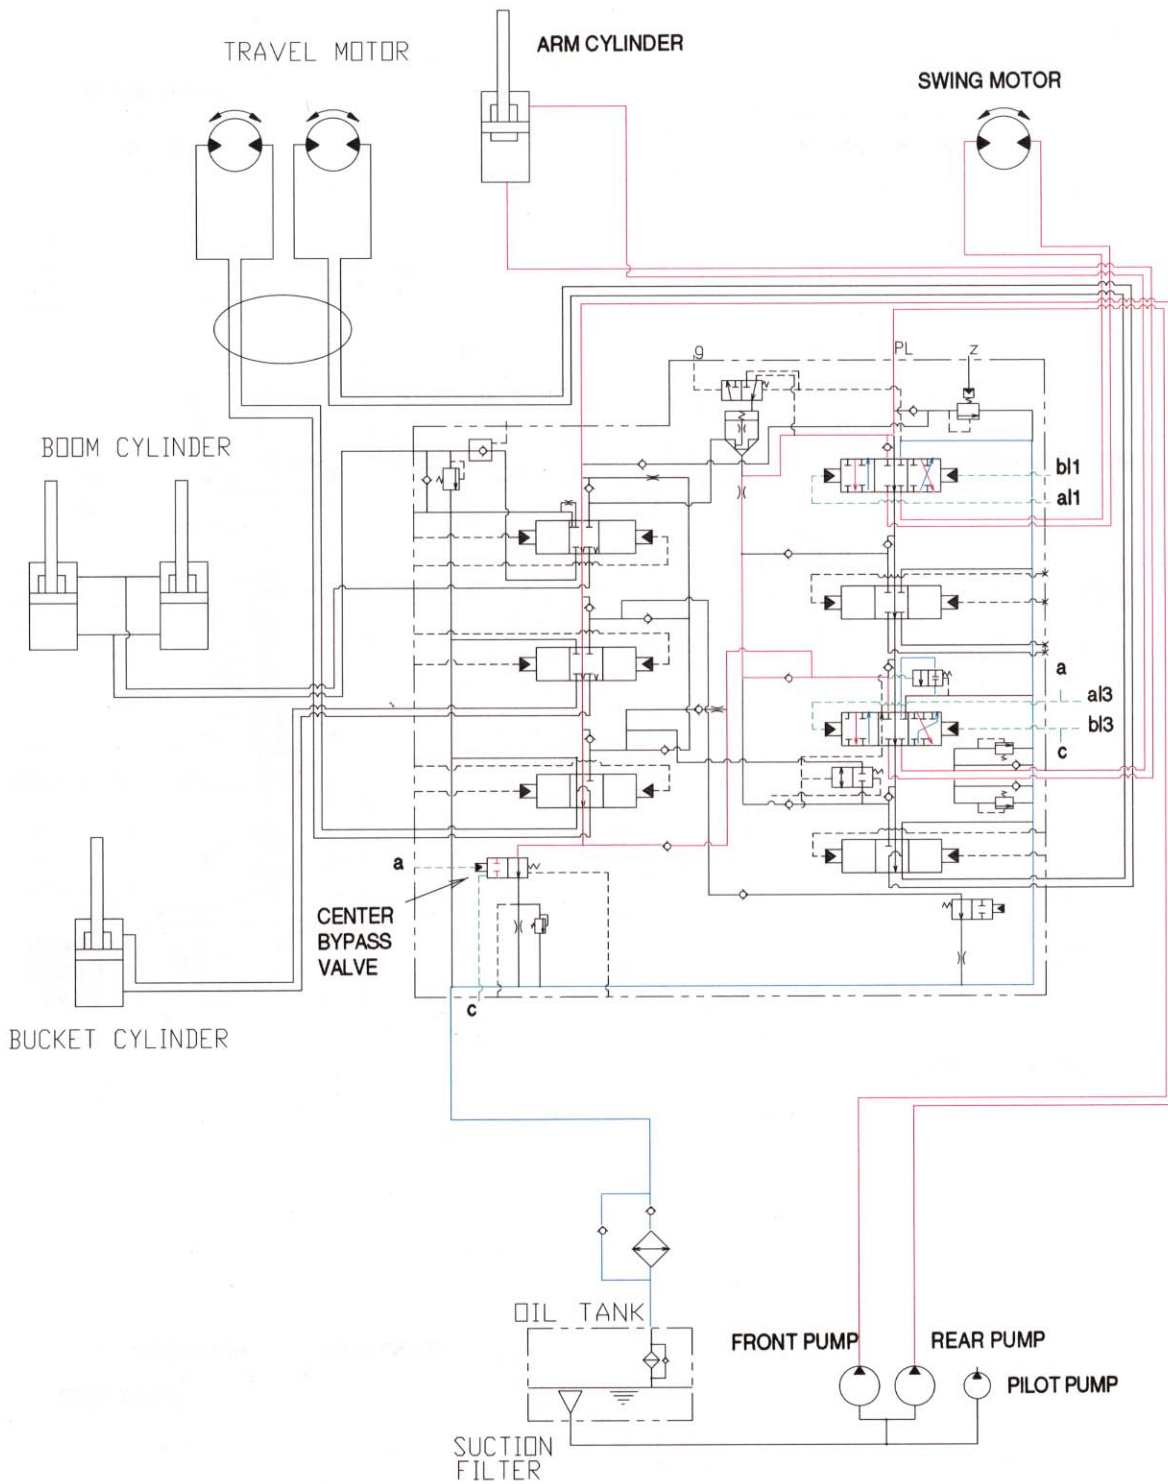 ARM CYLINDER
TRAVEL MOTOR
SWING MOTOR
g
PL
z
BOOM CYLINDER
bl1
al1
a
al3
bl3
c
a
CENTER
BYPASS
VALVE
c
BUCKET CYLINDER
OIL TANK
FRONT PUMP
REAR PUMP
PILOT PUMP
SUCTION
FILTER